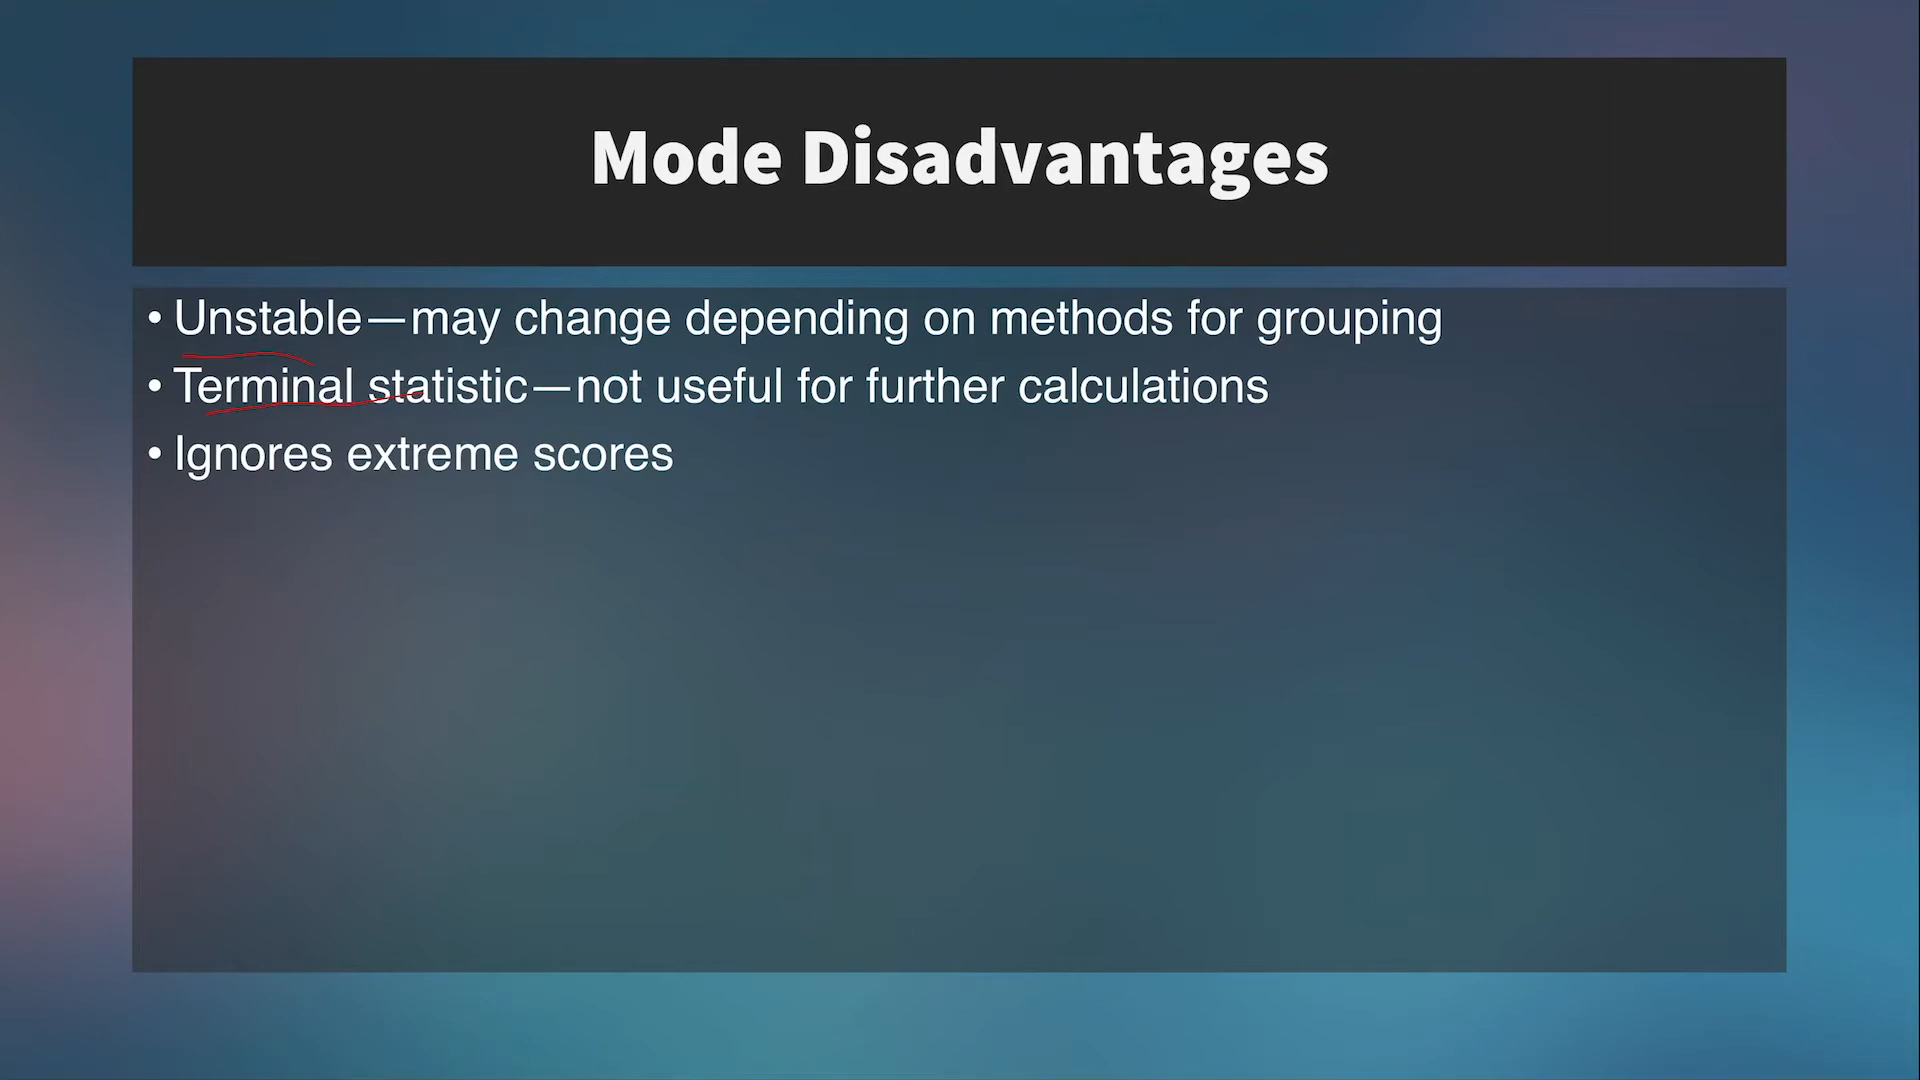 Mode Disadvantages
• Unstable—may change depending on methods for grouping
• Terminal statistic—not useful for further calculations
• Ignores extreme scores